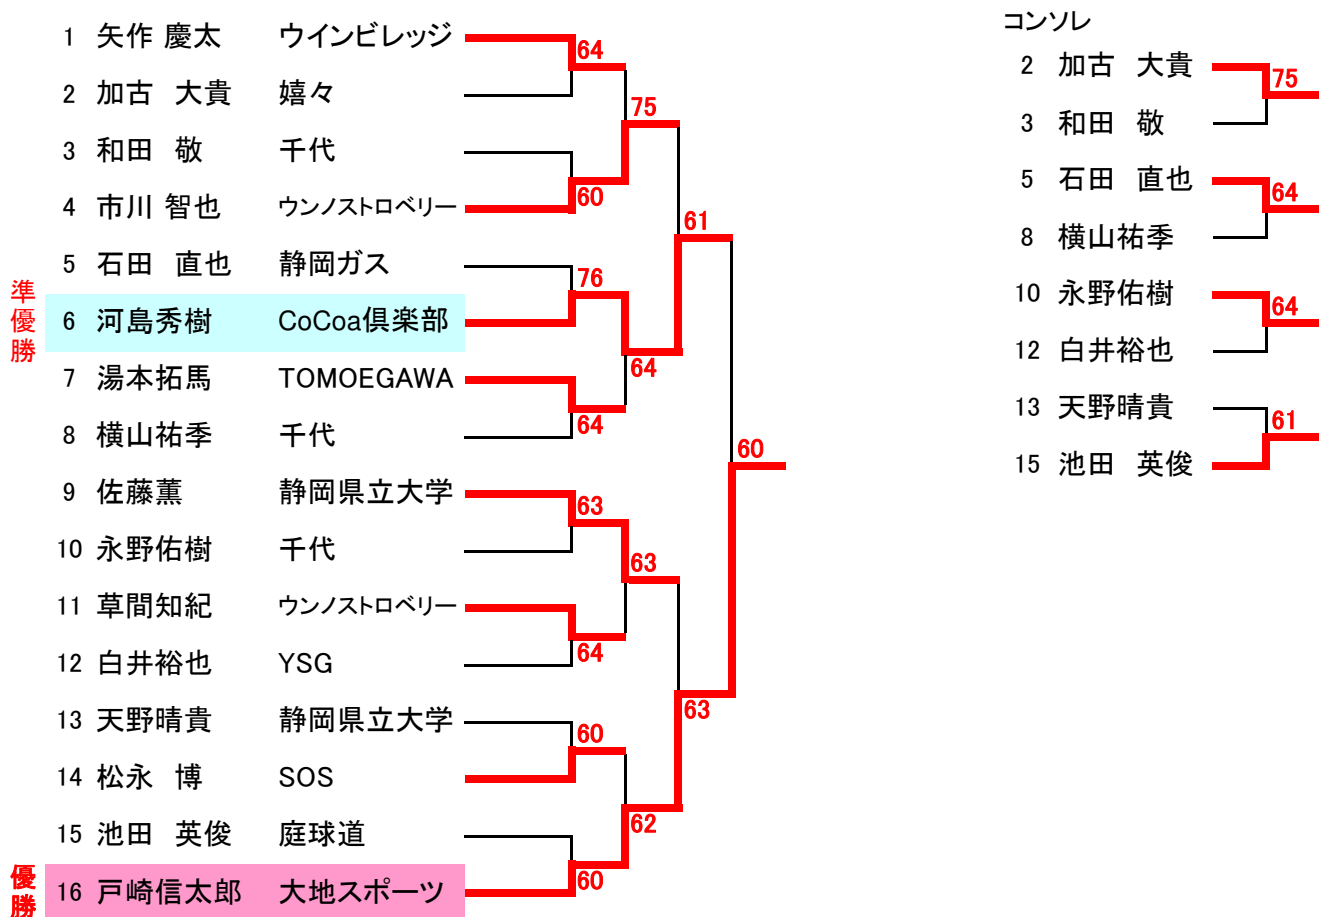 コンソレ
1 矢作 慶太 ウインビレッジ
64
2 加古 大貴 嬉々
75
3 和田 敬 千代
60
4 市川 智也 ウンノストロベリー
61
5 石田 直也 静岡ガス
76
準優勝
6 河島秀樹 CoCoa倶楽部
64
7 湯本拓馬 TOMOEGAWA
64
8 横山祐季 千代
60
9 佐藤薫 静岡県立大学
63
10 永野佑樹 千代
63
11 草間知紀 ウンノストロベリー
64
12 白井裕也 YSG
63
13 天野晴貴 静岡県立大学
60
14 松永 博 SOS
62
15 池田 英俊 庭球道
60
優勝
16 戸崎信太郎 大地スポーツ
2 加古 大貴
75
3 和田 敬
5 石田 直也
64
8 横山祐季
10 永野佑樹
64
12 白井裕也
13 天野晴貴
61
15 池田 英俊